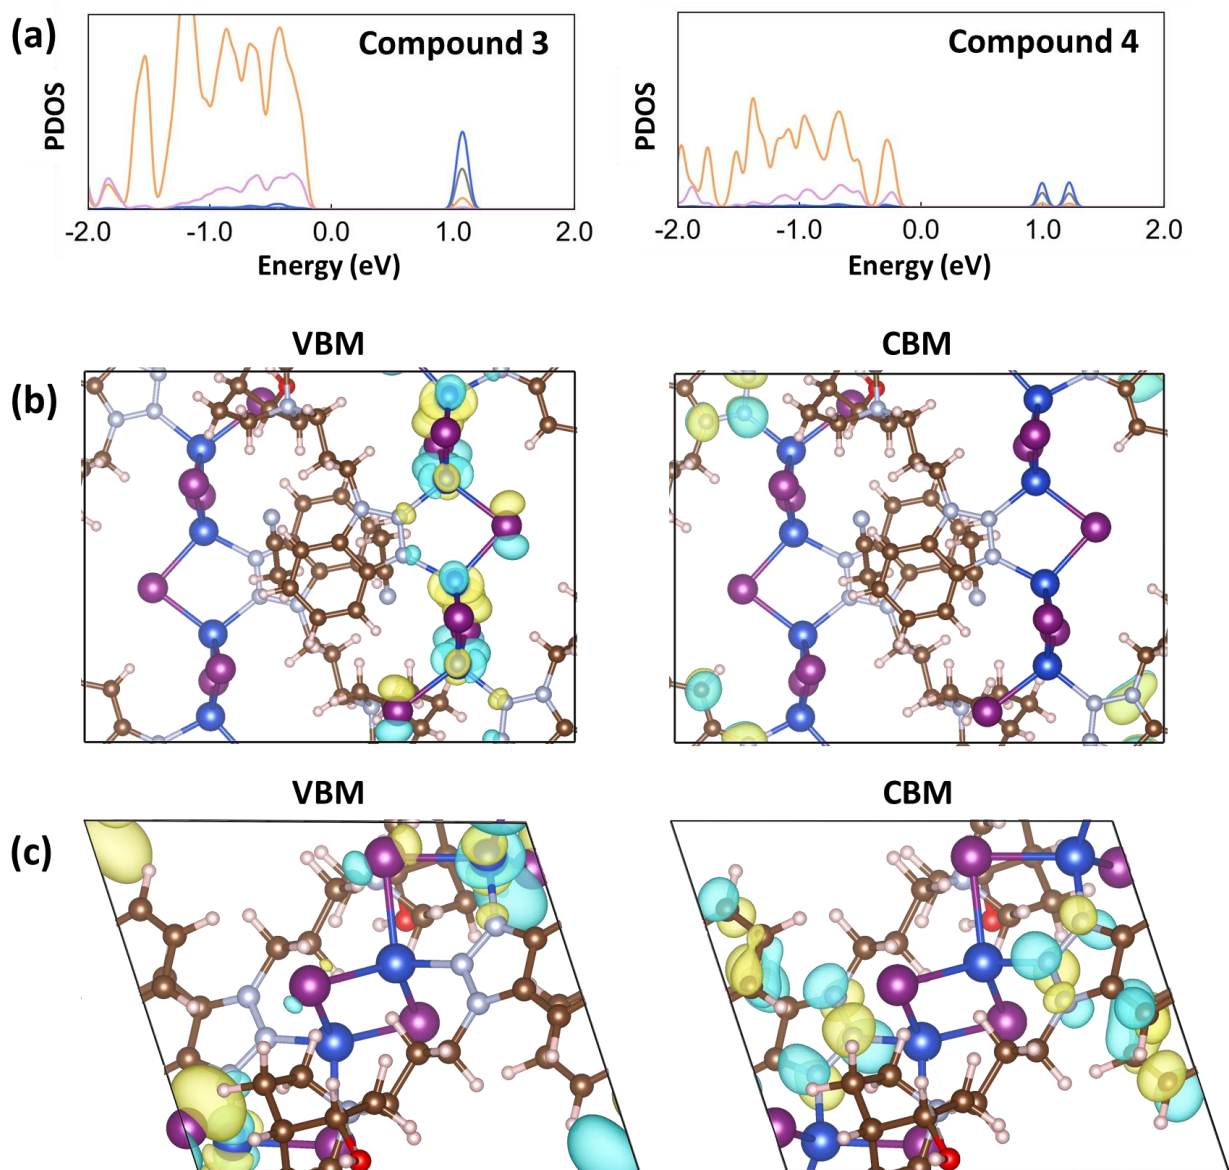 (a)
Compound 3
PDOS
-2.0 -1.0 0.0 1.0 2.0
Energy (eV)
Compound 4
PDOS
-2.0 -1.0 0.0 1.0 2.0
Energy (eV)
(b)
VBM
CBM
(c)
VBM
CBM